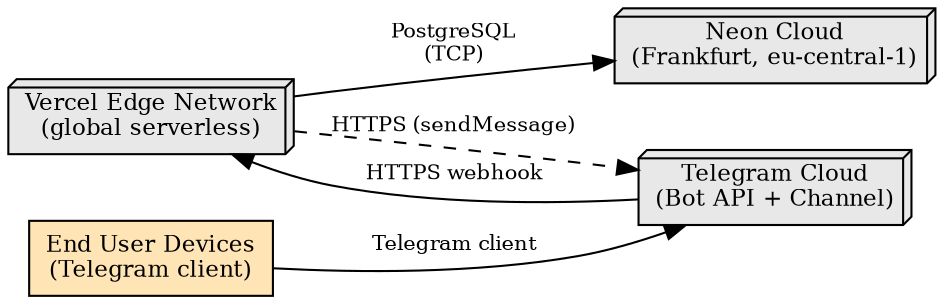 PostgreSQL
(TCP)
Neon Cloud
(Frankfurt, eu-central-1)
Vercel Edge Network
(global serverless)
HTTPS (sendMessage)
HTTPS webhook
Telegram Cloud
(Bot API + Channel)
End User Devices
(Telegram client)
Telegram client